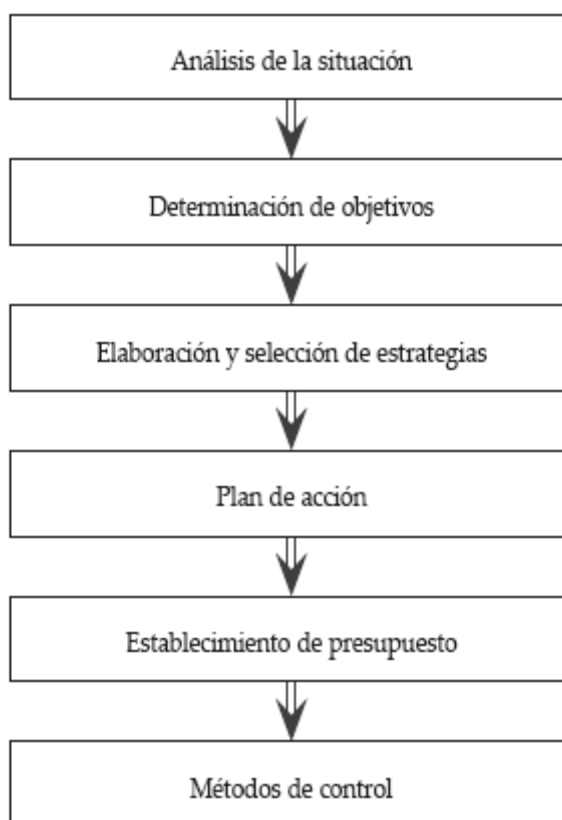 Análisis de la situación
Determinación de objetivos
Elaboración y selección de estrategias
Plan de acción
Establecimiento de presupuesto
Métodos de control